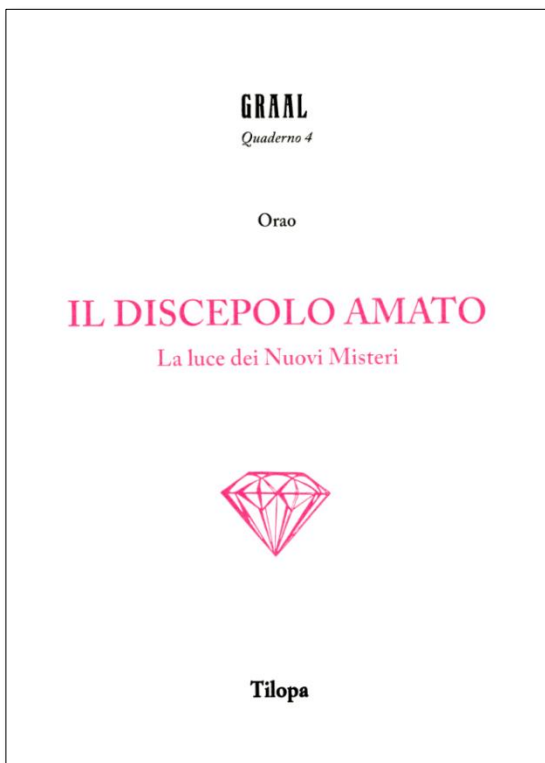 GRAAL
Quaderno 4
Orao
IL DISCEPOLO AMATO
La luce dei Nuovi Misteri
Tilopa